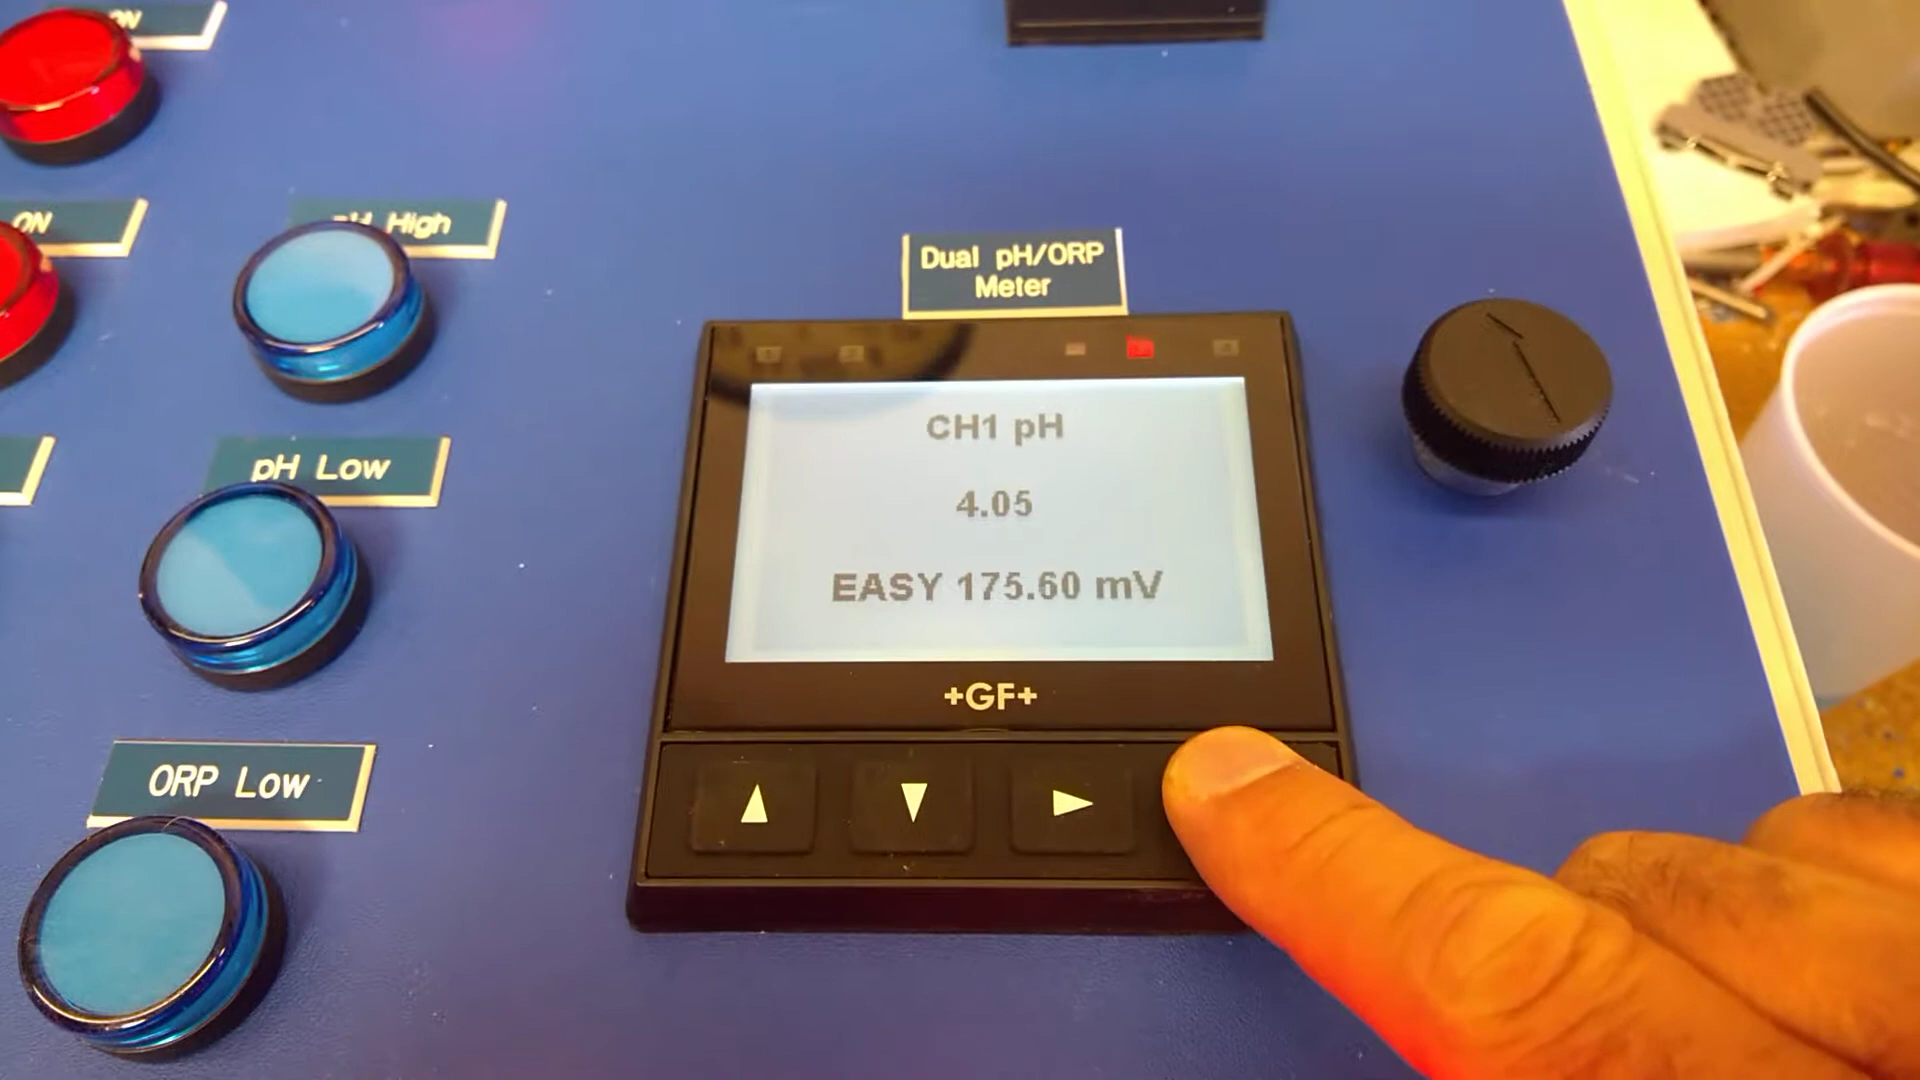 ON
ON
pH High
Dual pH/ORP
Meter
CH1 pH
4.05
pH Low
EASY 175.60 mV
+GF+
ORP Low